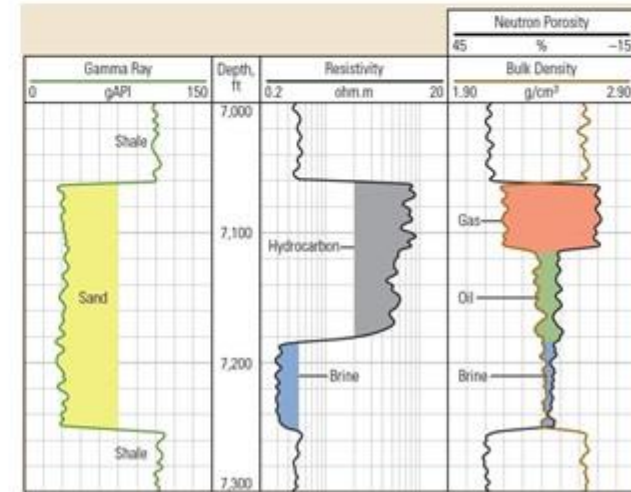 Neutron Porosity
45 % –15
Gamma Ray Depth, Resistivity Bulk Density
0 gAPI 150 ft 0.2 ohm.m 20 1.90 g/cm³ 2.90
7,000
Shale
Gas
7,100
Hydrocarbon
Sand
Oil
7,200
Brine
Brine
Shale
7,300